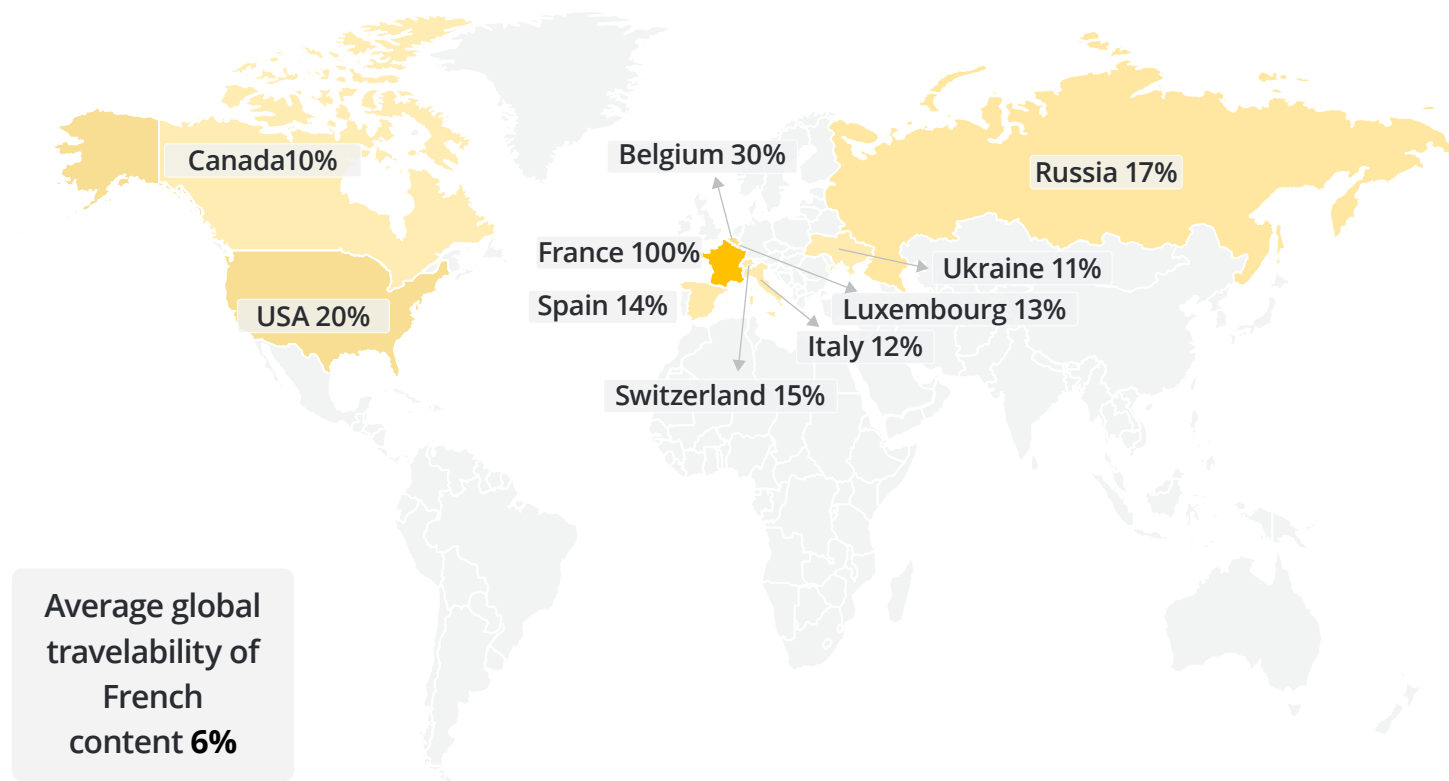 Canada10%
Belgium 30%
Russia 17%
France 100%
Ukraine 11%
Spain 14%
Luxembourg 13%
USA 20%
Italy 12%
Switzerland 15%
Average global
travelability of
French
content 6%